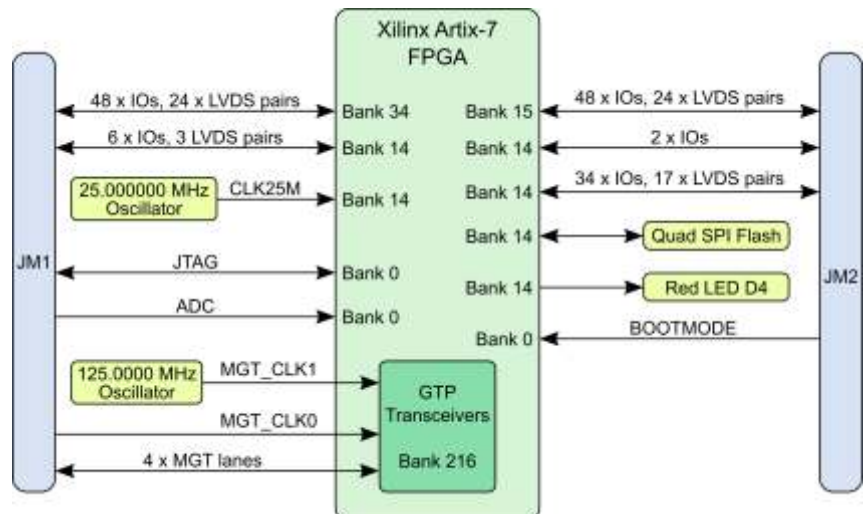 Xilinx Artix-7
FPGA
JM1
48 x IOs, 24 x LVDS pairs
Bank 34
6 x IOs, 3 LVDS pairs
Bank 14
25.000000 MHz
Oscillator
CLK25M
Bank 14
JTAG
Bank 0
ADC
Bank 0
125.0000 MHz
Oscillator
MGT_CLK1
MGT_CLK0
4 x MGT lanes
GTP
Transceivers
Bank 216
Bank 15
48 x IOs, 24 x LVDS pairs
Bank 14
2 x IOs
Bank 14
34 x IOs, 17 x LVDS pairs
Bank 14
Quad SPI Flash
Bank 14
Red LED D4
Bank 0
BOOTMODE
JM2